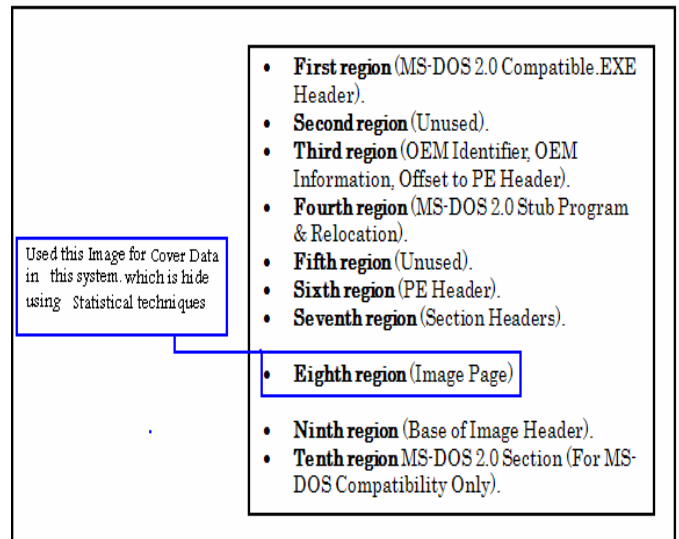 • First region (MS-DOS 2.0 Compatible.EXE
Header).
• Second region (Unused).
• Third region (OEM Identifier, OEM
Information, Offset to PE Header).
• Fourth region (MS-DOS 2.0 Stub Program
& Relocation).
• Fifth region (Unused).
• Sixth region (PE Header).
• Seventh region (Section Headers).
Used this Image for Cover Data
in this system. which is hide
using Statistical techniques
• Eighth region (Image Page)
• Ninth region (Base of Image Header).
• Tenth region MS-DOS 2.0 Section (For MS-
DOS Compatibility Only).